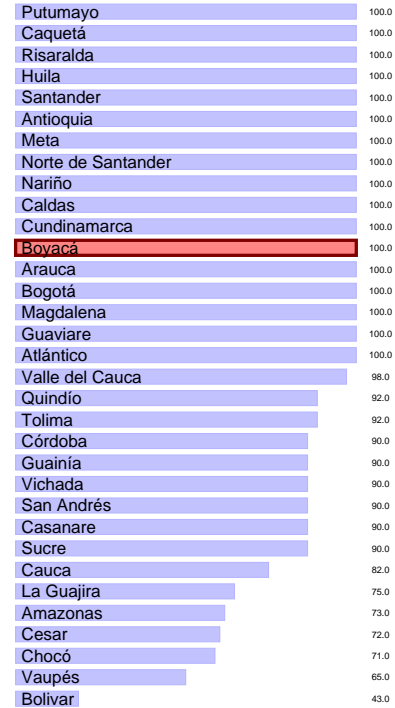 Putumayo 100.0
Caquetá 100.0
Risaralda 100.0
Huila 100.0
Santander 100.0
Antioquia 100.0
Meta 100.0
Norte de Santander 100.0
Nariño 100.0
Caldas 100.0
Cundinamarca 100.0
Boyacá 100.0
Arauca 100.0
Bogotá 100.0
Magdalena 100.0
Guaviare 100.0
Atlántico 100.0
Valle del Cauca 98.0
Quindío 92.0
Tolima 92.0
Córdoba 90.0
Guainía 90.0
Vichada 90.0
San Andrés 90.0
Casanare 90.0
Sucre 90.0
Cauca 82.0
La Guajira 75.0
Amazonas 73.0
Cesar 72.0
Chocó 71.0
Vaupés 65.0
Bolivar 43.0